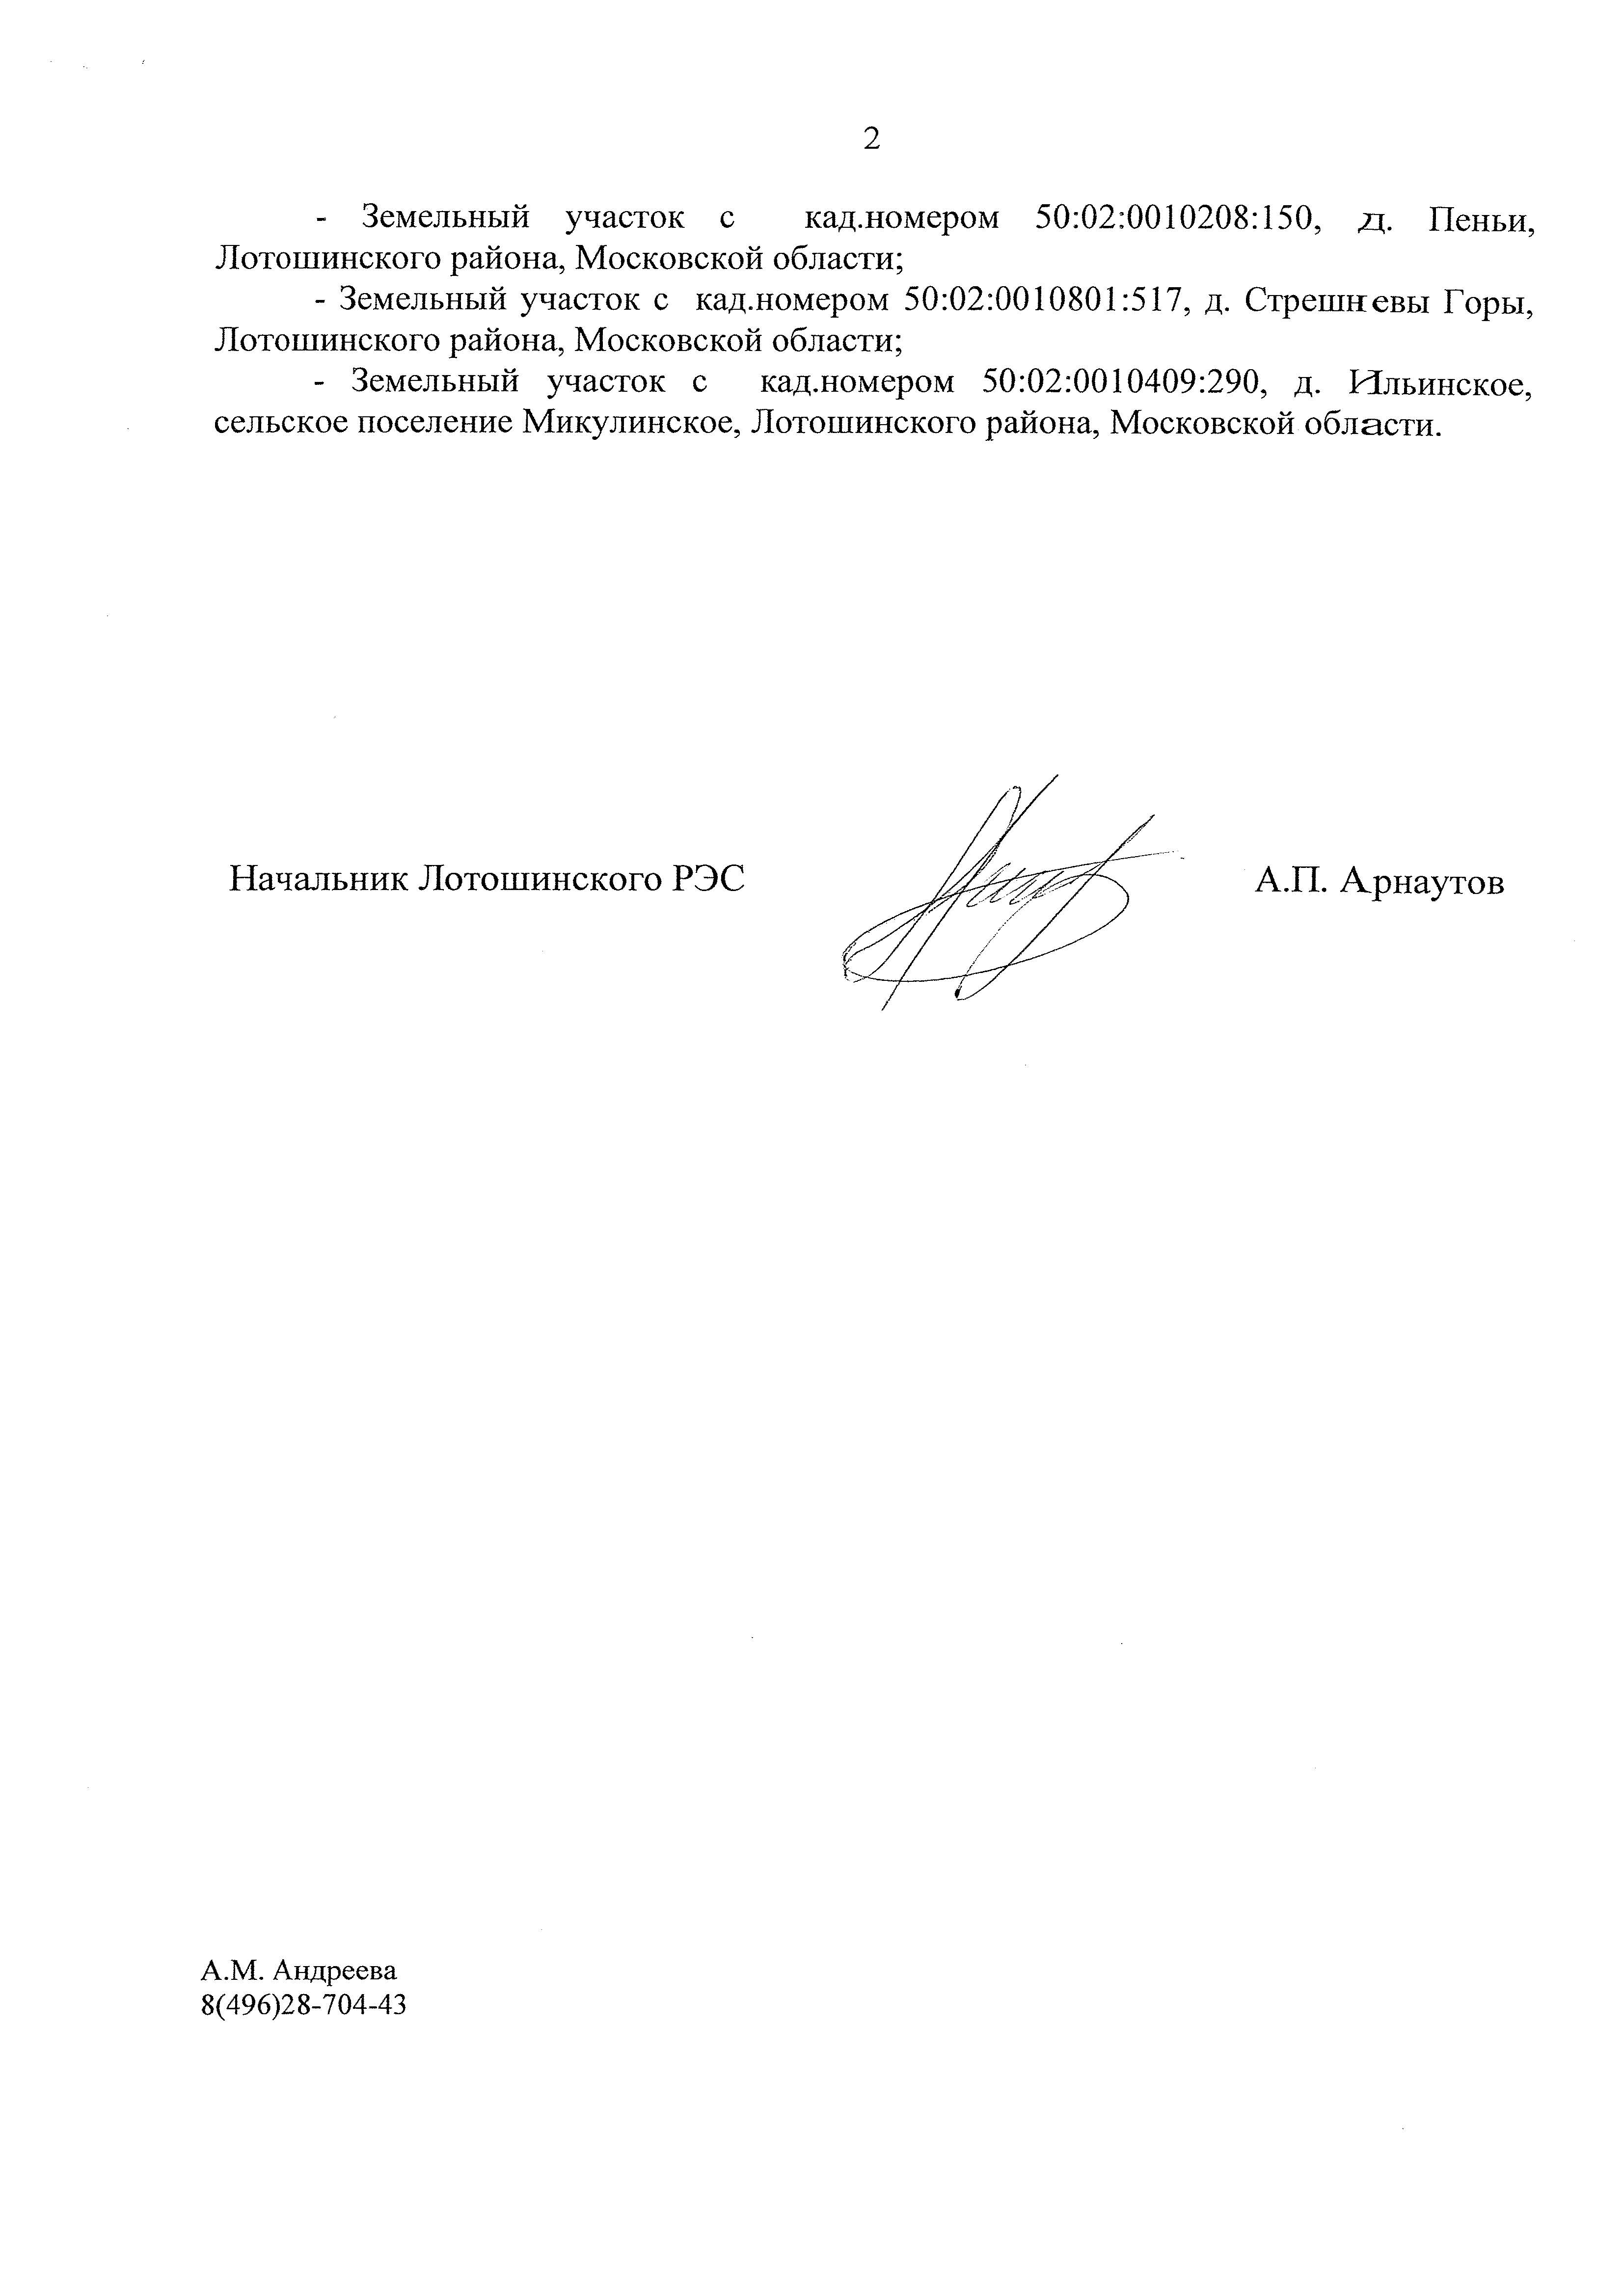 2
- Земельный участок с кад.номером 50:02:0010208:150, д. Пеньи,
Лотошинского района, Московской области;
- Земельный участок с кад.номером 50:02:0010801:517, д. Стрешневы Горы,
Лотошинского района, Московской области;
- Земельный участок с кад.номером 50:02:0010409:290, д. Ильинское,
сельское поселение Микулинское, Лотошинского района, Московской области.
Начальник Лотошинского РЭС А.П. Арнаутов
А.М. Андреева
8(496)28-704-43